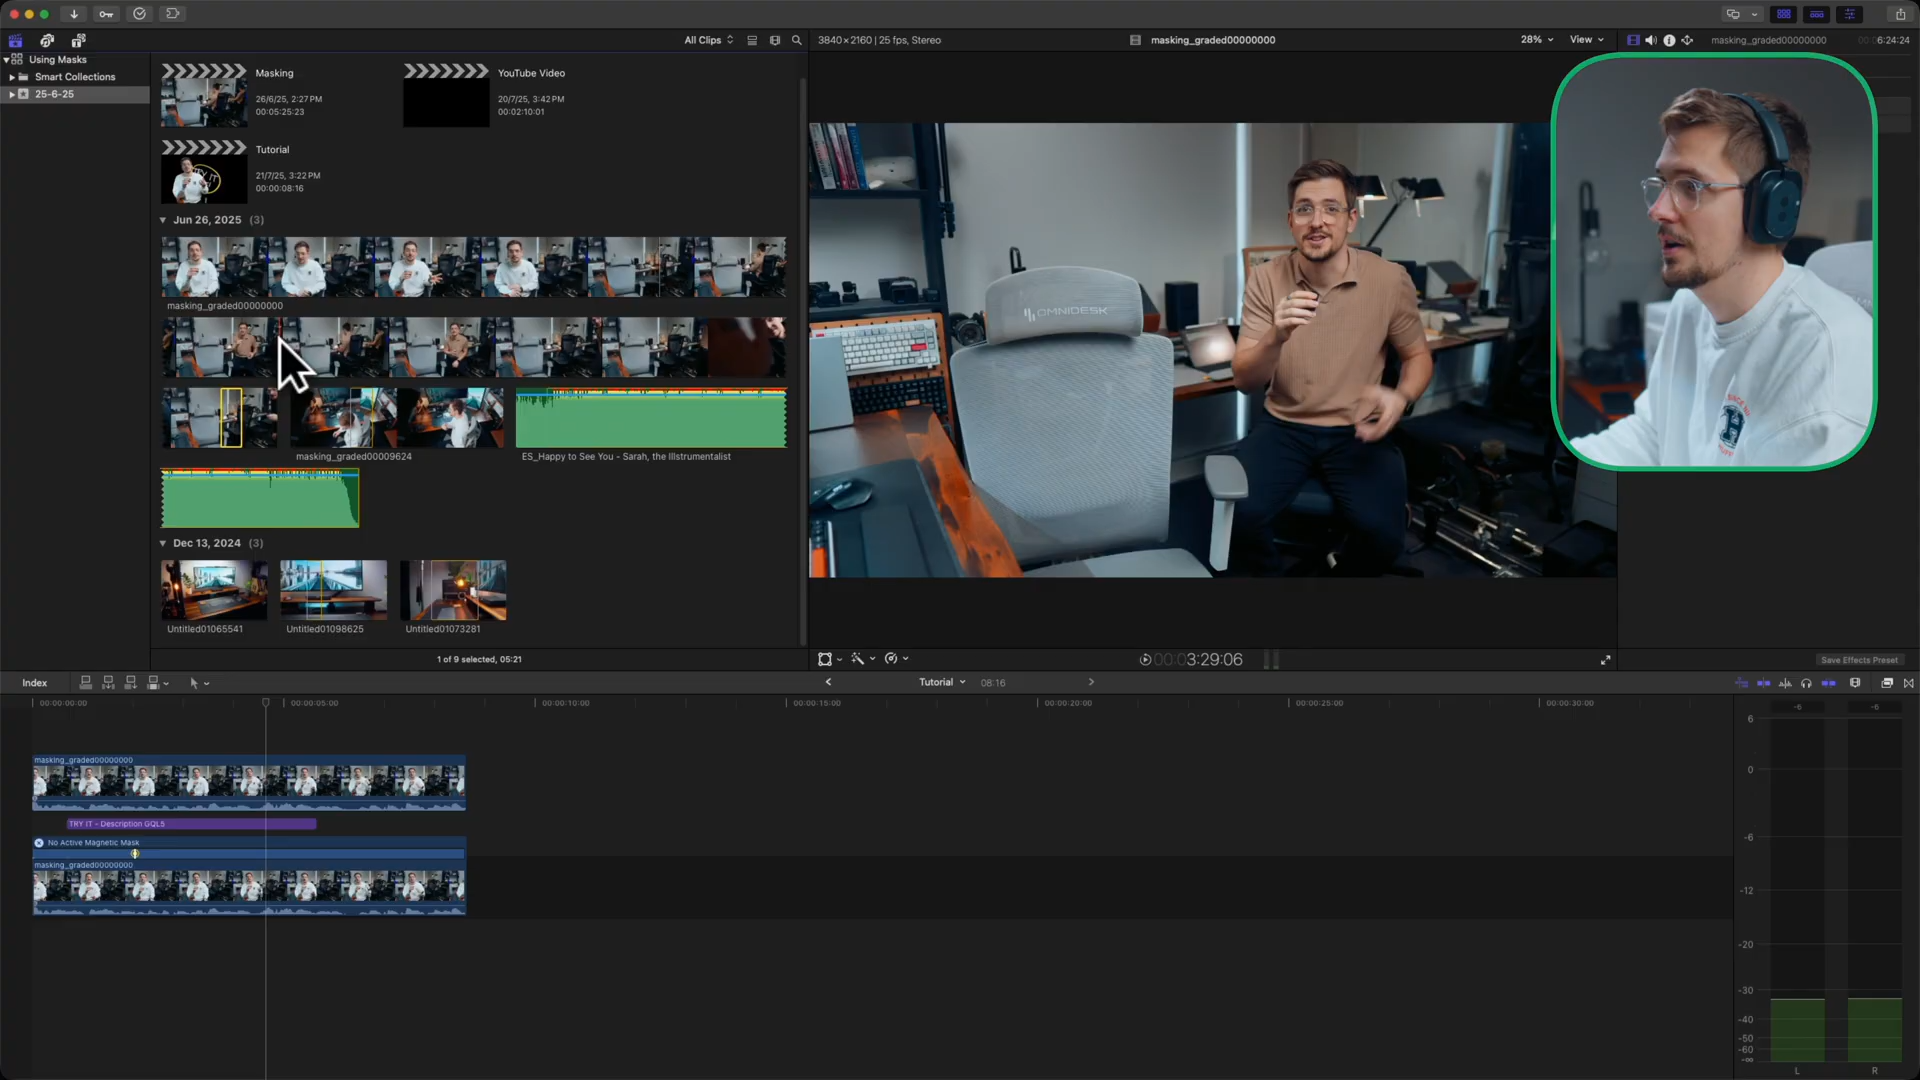 All Clips
3840×2160 | 25 fps, Stereo
masking_graded00000000
28%
View
masking_graded00000000
6:24:24
Using Masks
Smart Collections
25-6-25
Masking
26/6/25, 2:27 PM
00:05:25:23
YouTube Video
20/7/25, 3:42 PM
00:02:10:01
Tutorial
21/7/25, 3:22 PM
00:00:08:16
Jun 26, 2025 (3)
masking_graded00000000
masking_graded00009624
ES_Happy to See You - Sarah, the Illstrumentalist
Dec 13, 2024 (3)
Untitled01065541
Untitled01098625
Untitled01073281
1 of 9 selected, 05:21
OMNIDESK
00:00:3:29:06
Save Effects Preset
Index
Tutorial
08:16
00:00:00:00
00:00:05:00
00:00:10:00
00:00:15:00
00:00:20:00
00:00:25:00
00:00:30:00
masking_graded00000000
TRY IT - Description GQL5
No Active Magnetic Mask
masking_graded00000000
-6
-6
6
0
-6
-12
-20
-30
-40
-50
-60
-∞
L
R